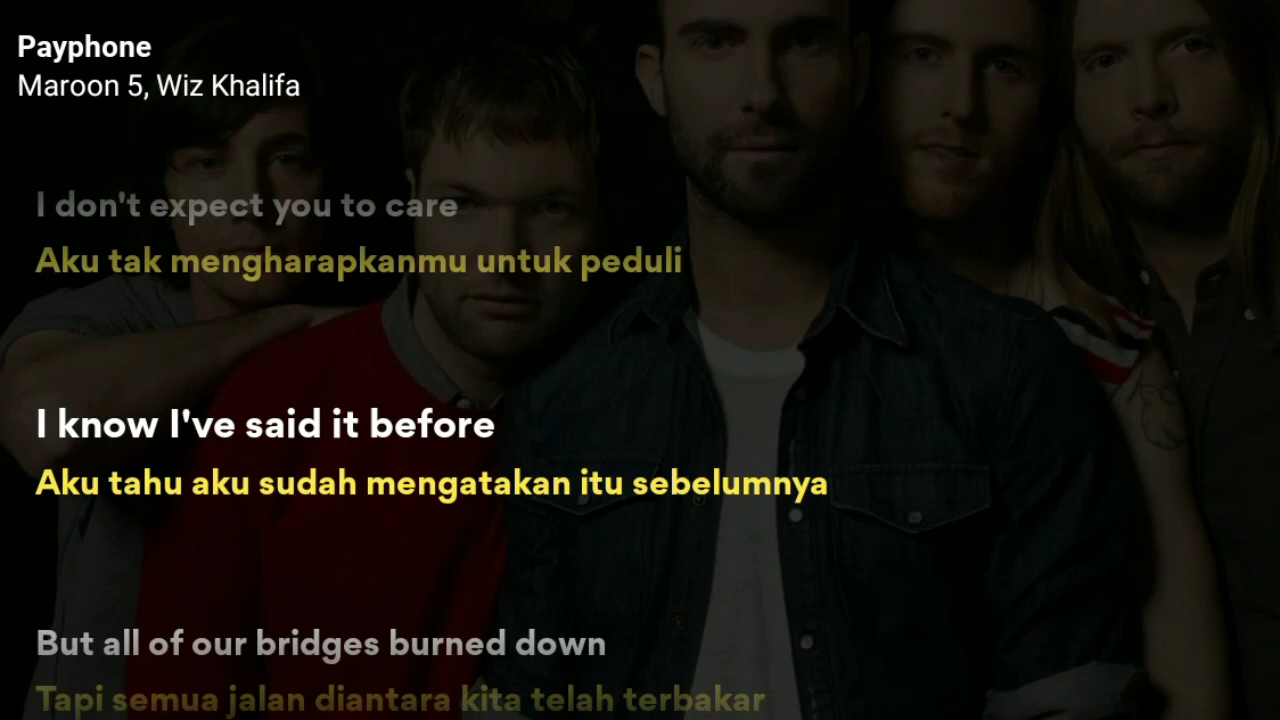 Payphone
Maroon 5, Wiz Khalifa
I don't expect you to care
Aku tak mengharapkanmu untuk peduli
I know I've said it before
Aku tahu aku sudah mengatakan itu sebelumnya
But all of our bridges burned down
Tapi semua jalan diantara kita telah terbakar